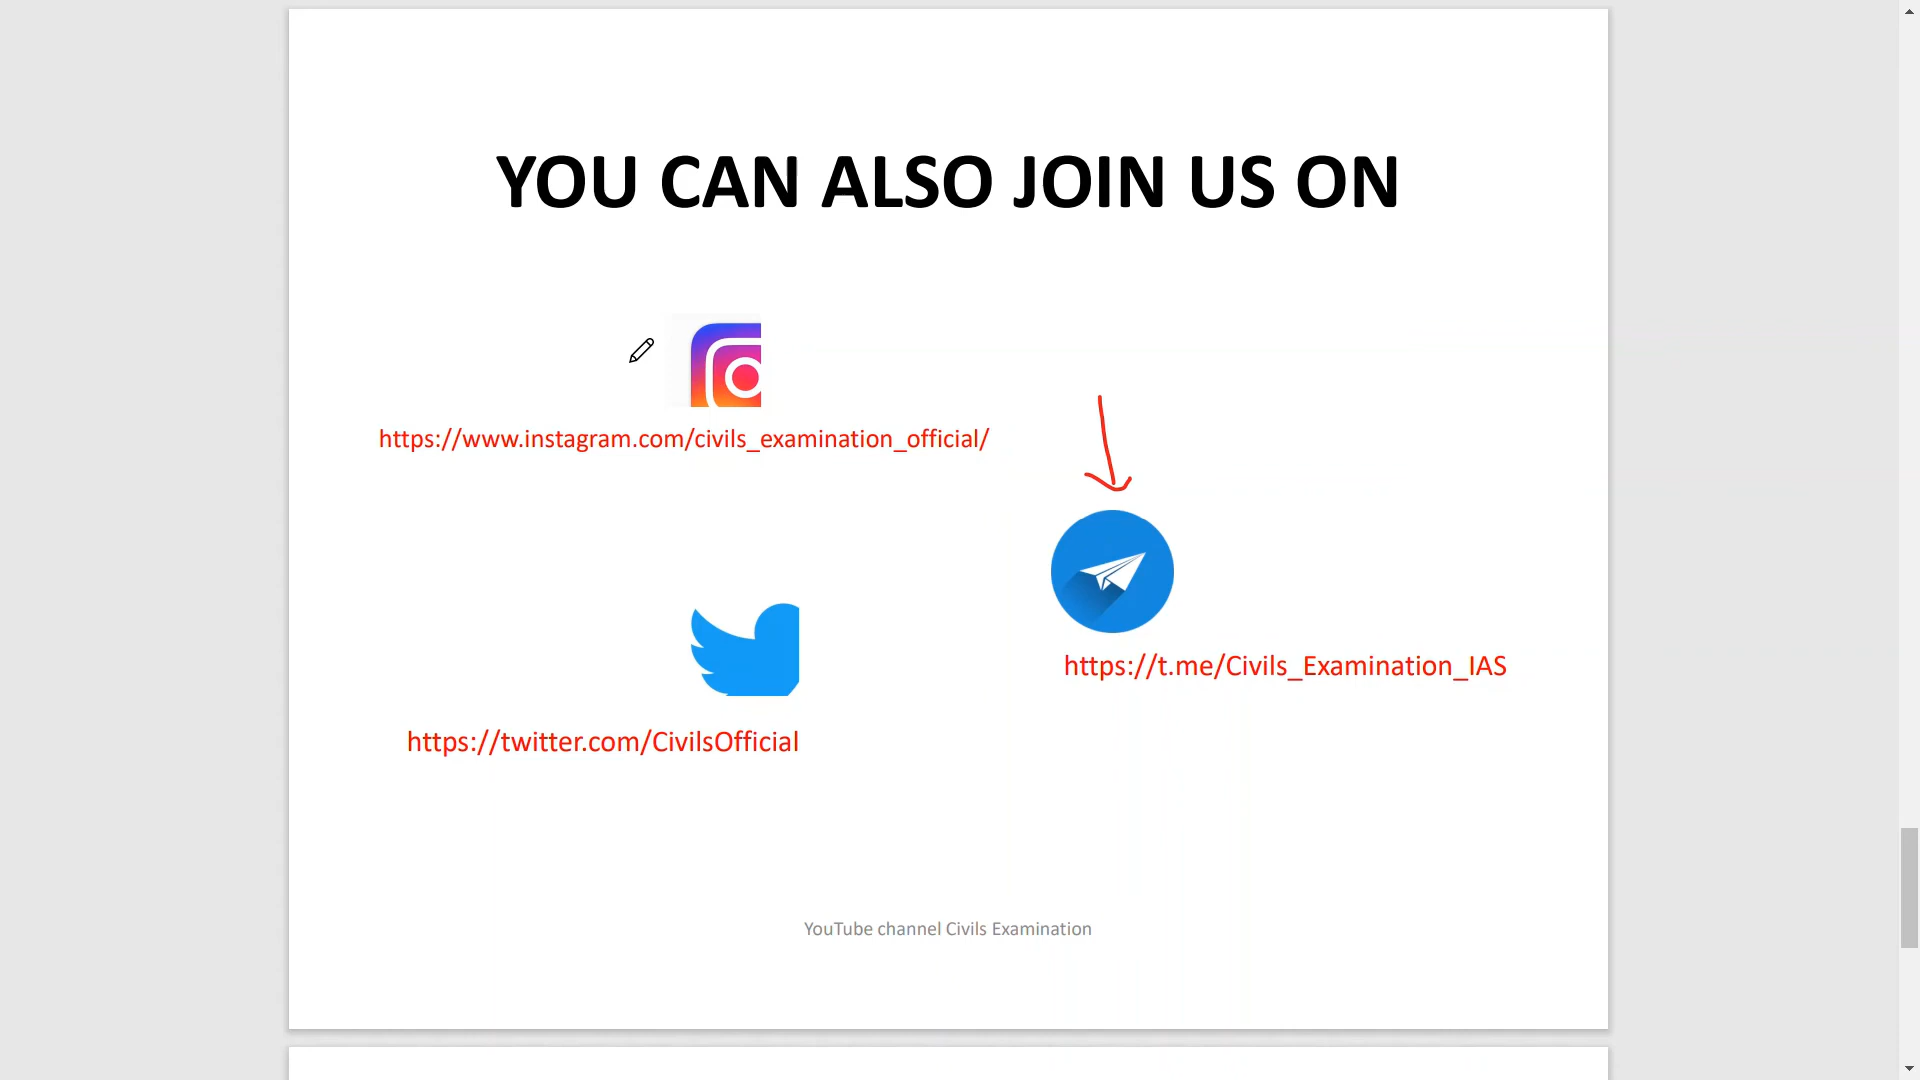 YOU CAN ALSO JOIN US ON
https://www.instagram.com/civils_examination_official/
https://t.me/Civils_Examination_IAS
https://twitter.com/CivilsOfficial
YouTube channel Civils Examination